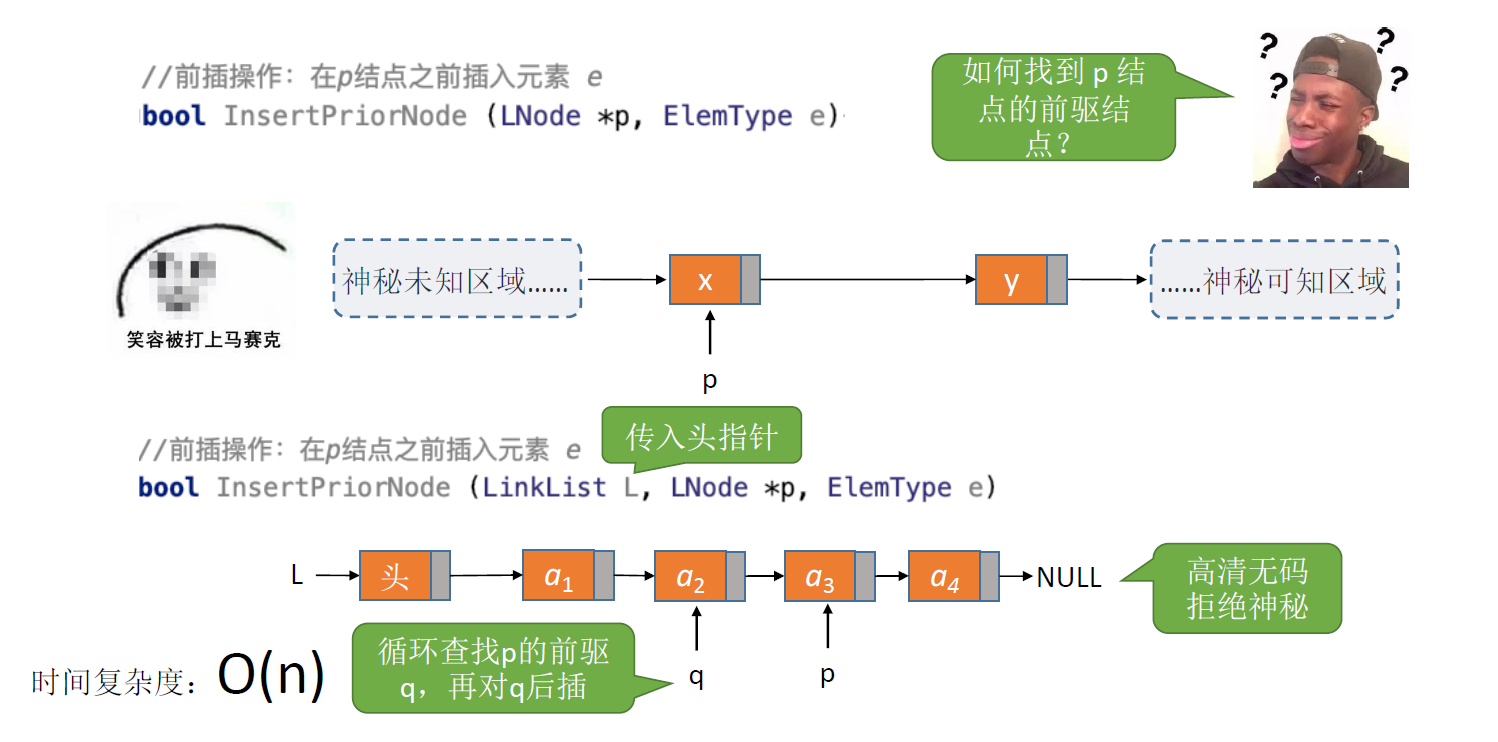 //前插操作：在p结点之前插入元素 e
bool InsertPriorNode (LNode *p, ElemType e)
如何找到 p 结
点的前驱结
点？
? ? ? ?
神秘未知区域……
x
y
……神秘可知区域
笑容被打上马赛克
p
传入头指针
//前插操作：在p结点之前插入元素 e
bool InsertPriorNode (LinkList L, LNode *p, ElemType e)
L
头
a1
a2
a3
a4
NULL
高清无码
拒绝神秘
循环查找p的前驱
q，再对q后插
q
p
时间复杂度：O(n)